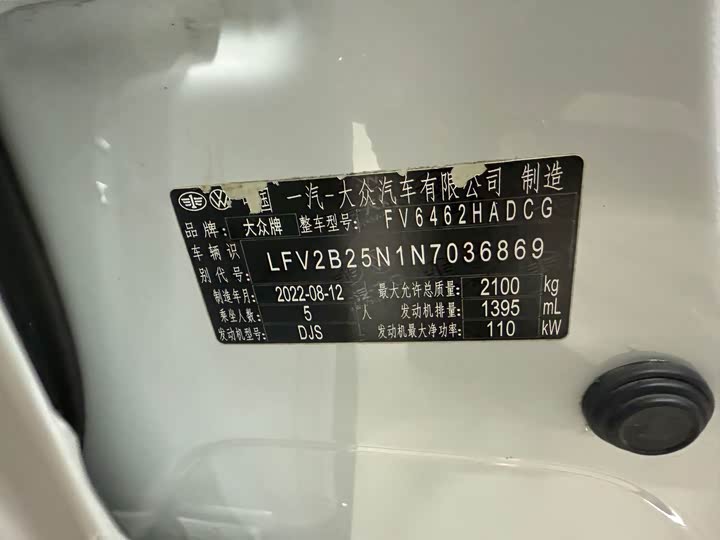 中国 一汽-大众汽车有限公司 制造
品牌: 大众牌 整车型号: FV6462HADCG
车辆识别代号: LFV2B25N1N7036869
制造年月: 2022-08-12 最大允许总质量: 2100 kg
乘坐人数: 5 人 发动机排量: 1395 mL
发动机型号: DJS 发动机最大净功率: 110 kW